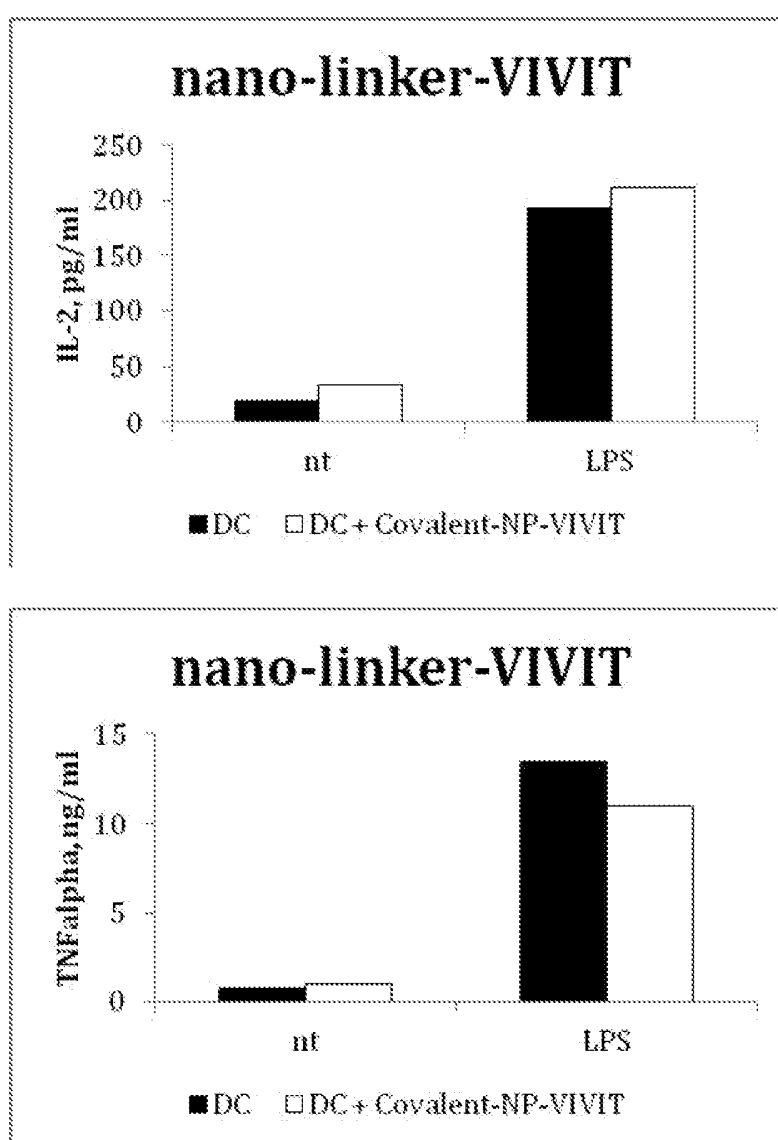 nano-linker-VIVIT
250
200
150
100
50
0
IL-2, pg/ml
nt
LPS
DC
DC + Covalent-NP-VIVIT
nano-linker-VIVIT
15
10
5
0
TNFalpha, ng/ml
nt
LPS
DC
DC + Covalent-NP-VIVIT